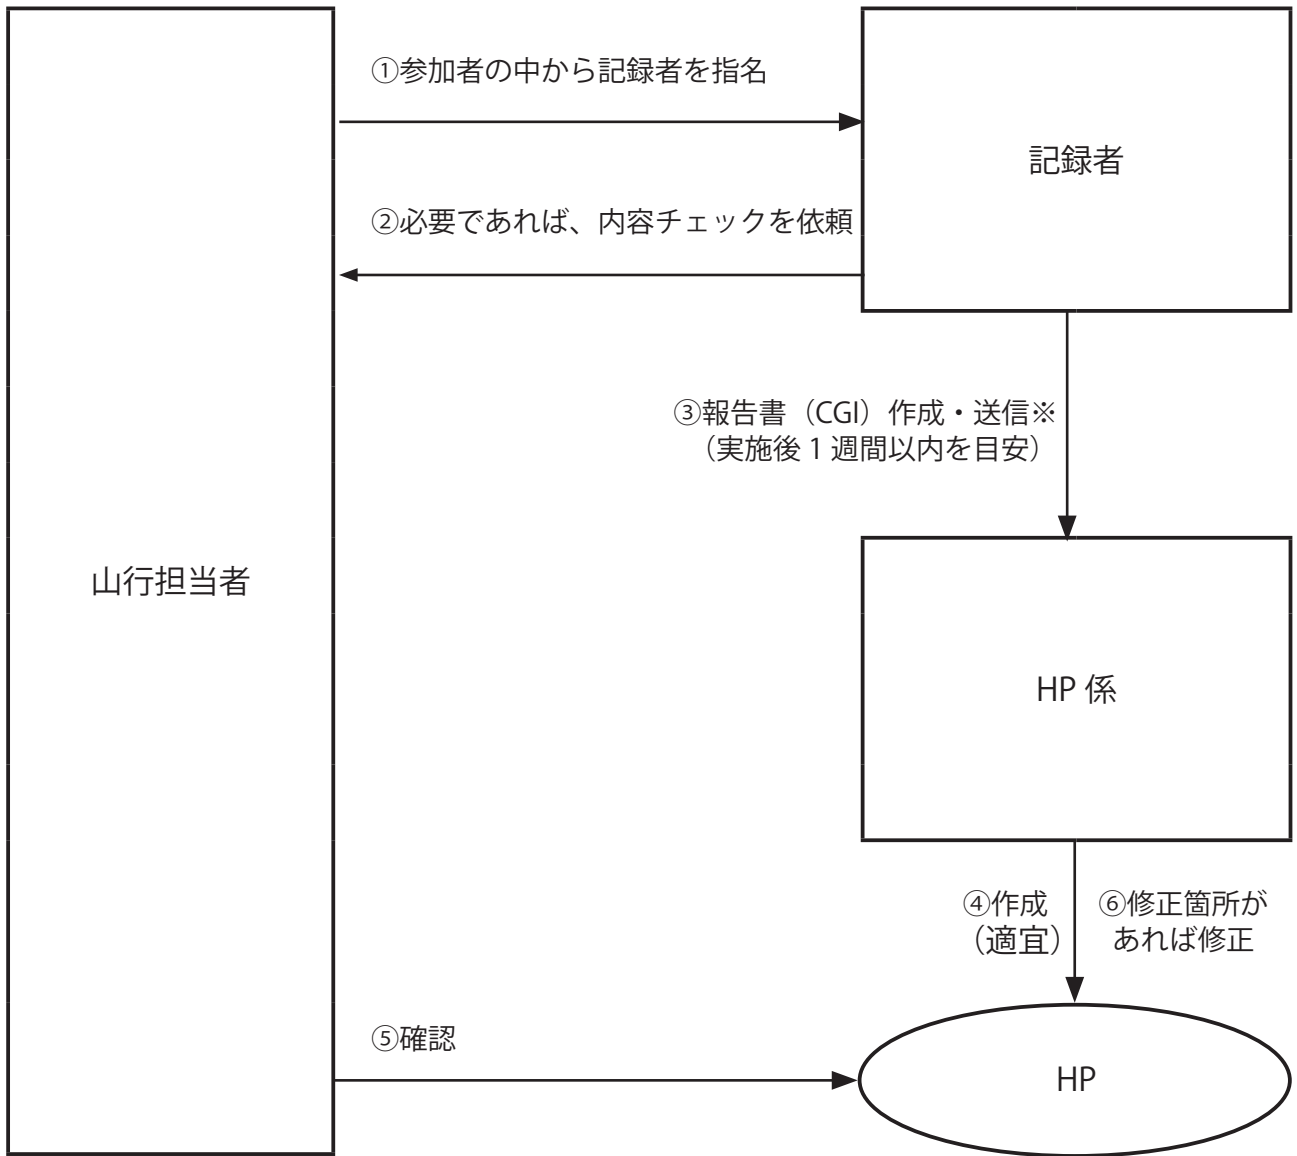 ①参加者の中から記録者を指名
記録者
②必要であれば、内容チェックを依頼
③報告書（CGI）作成・送信※
（実施後 1 週間以内を目安）
山行担当者
HP 係
④作成
（適宜）
⑥修正箇所が
あれば修正
⑤確認
HP